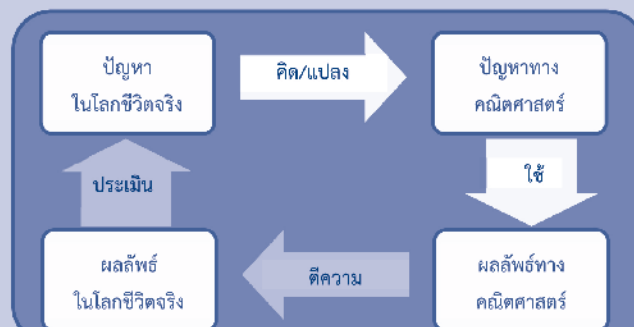 ปัญหา
ในโลกชีวิตจริง
คิด/แปลง
ปัญหาทาง
คณิตศาสตร์
ใช้
ประเมิน
ผลลัพธ์
ในโลกชีวิตจริง
ตีความ
ผลลัพธ์ทาง
คณิตศาสตร์